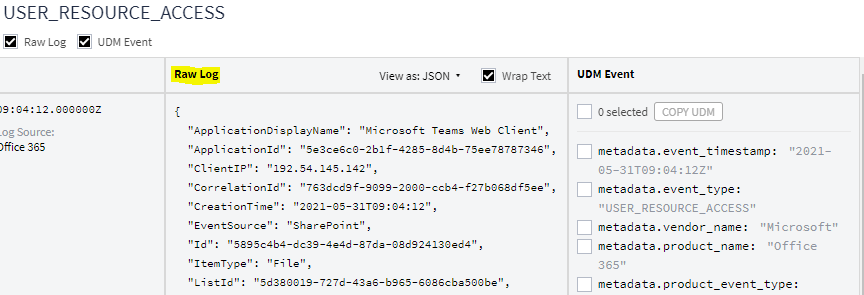 USER_RESOURCE_ACCESS
Raw Log UDM Event
Raw Log View as: JSON Wrap Text
UDM Event
09:04:12.000000Z
Log Source:
Office 365
{
"ApplicationDisplayName": "Microsoft Teams Web Client",
"ApplicationId": "5e3ce6c0-2b1f-4285-8d4b-75ee78787346",
"ClientIP": "192.54.145.142",
"CorrelationId": "763dcd9f-9099-2000-ccb4-f27b068df5ee",
"CreationTime": "2021-05-31T09:04:12",
"EventSource": "SharePoint",
"Id": "5895c4b4-dc39-4e4d-87da-08d924130ed4",
"ItemType": "File",
"ListId": "5d380019-727d-43a6-b965-6086cba500be",
0 selected COPY UDM
metadata.event_timestamp: "2021-
05-31T09:04:12Z"
metadata.event_type:
"USER_RESOURCE_ACCESS"
metadata.vendor_name: "Microsoft"
metadata.product_name: "Office
365"
metadata.product_event_type: